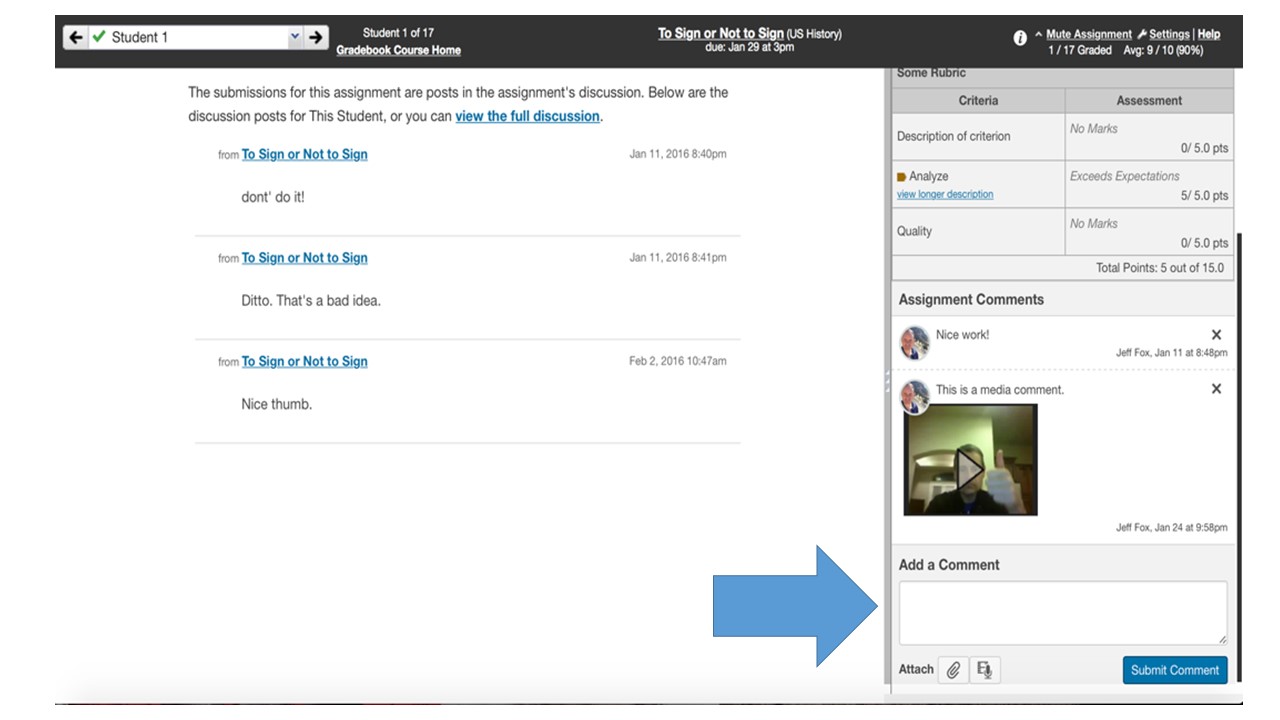 Student 1
Student 1 of 17
Gradebook Course Home
To Sign or Not to Sign (US History)
due: Jan 29 at 3pm
Mute Assignment Settings | Help
1 / 17 Graded Avg: 9 / 10 (90%)
The submissions for this assignment are posts in the assignment's discussion. Below are the
discussion posts for This Student, or you can view the full discussion.
from To Sign or Not to Sign Jan 11, 2016 8:40pm
dont' do it!
from To Sign or Not to Sign Jan 11, 2016 8:41pm
Ditto. That's a bad idea.
from To Sign or Not to Sign Feb 2, 2016 10:47am
Nice thumb.
Some Rubric
Criteria Assessment
Description of criterion No Marks
0/ 5.0 pts
Analyze Exceeds Expectations
view longer description 5/ 5.0 pts
Quality No Marks
0/ 5.0 pts
Total Points: 5 out of 15.0
Assignment Comments
Nice work!
Jeff Fox, Jan 11 at 8:48pm
This is a media comment.
Jeff Fox, Jan 24 at 9:58pm
Add a Comment
Attach Submit Comment